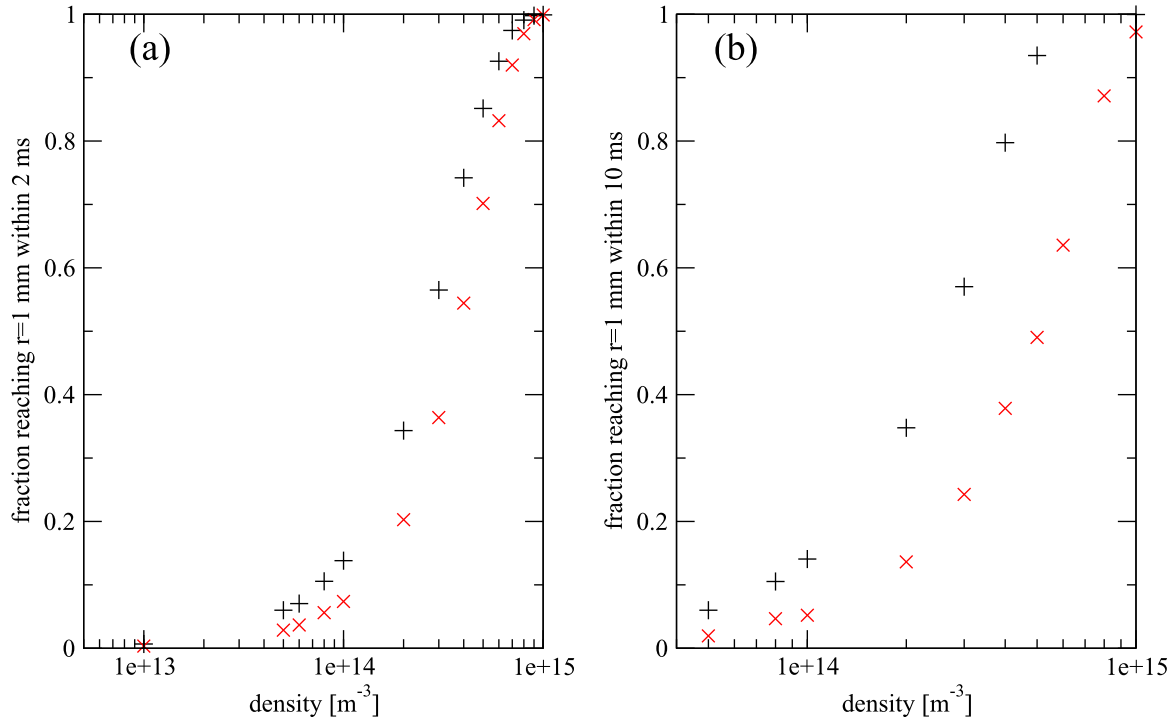 (a)
fraction reaching r=1 mm within 2 ms
1
0.8
0.6
0.4
0.2
0
1e+13 1e+14 1e+15
density [m⁻³]
(b)
fraction reaching r=1 mm within 10 ms
1
0.8
0.6
0.4
0.2
0
1e+14 1e+15
density [m⁻³]